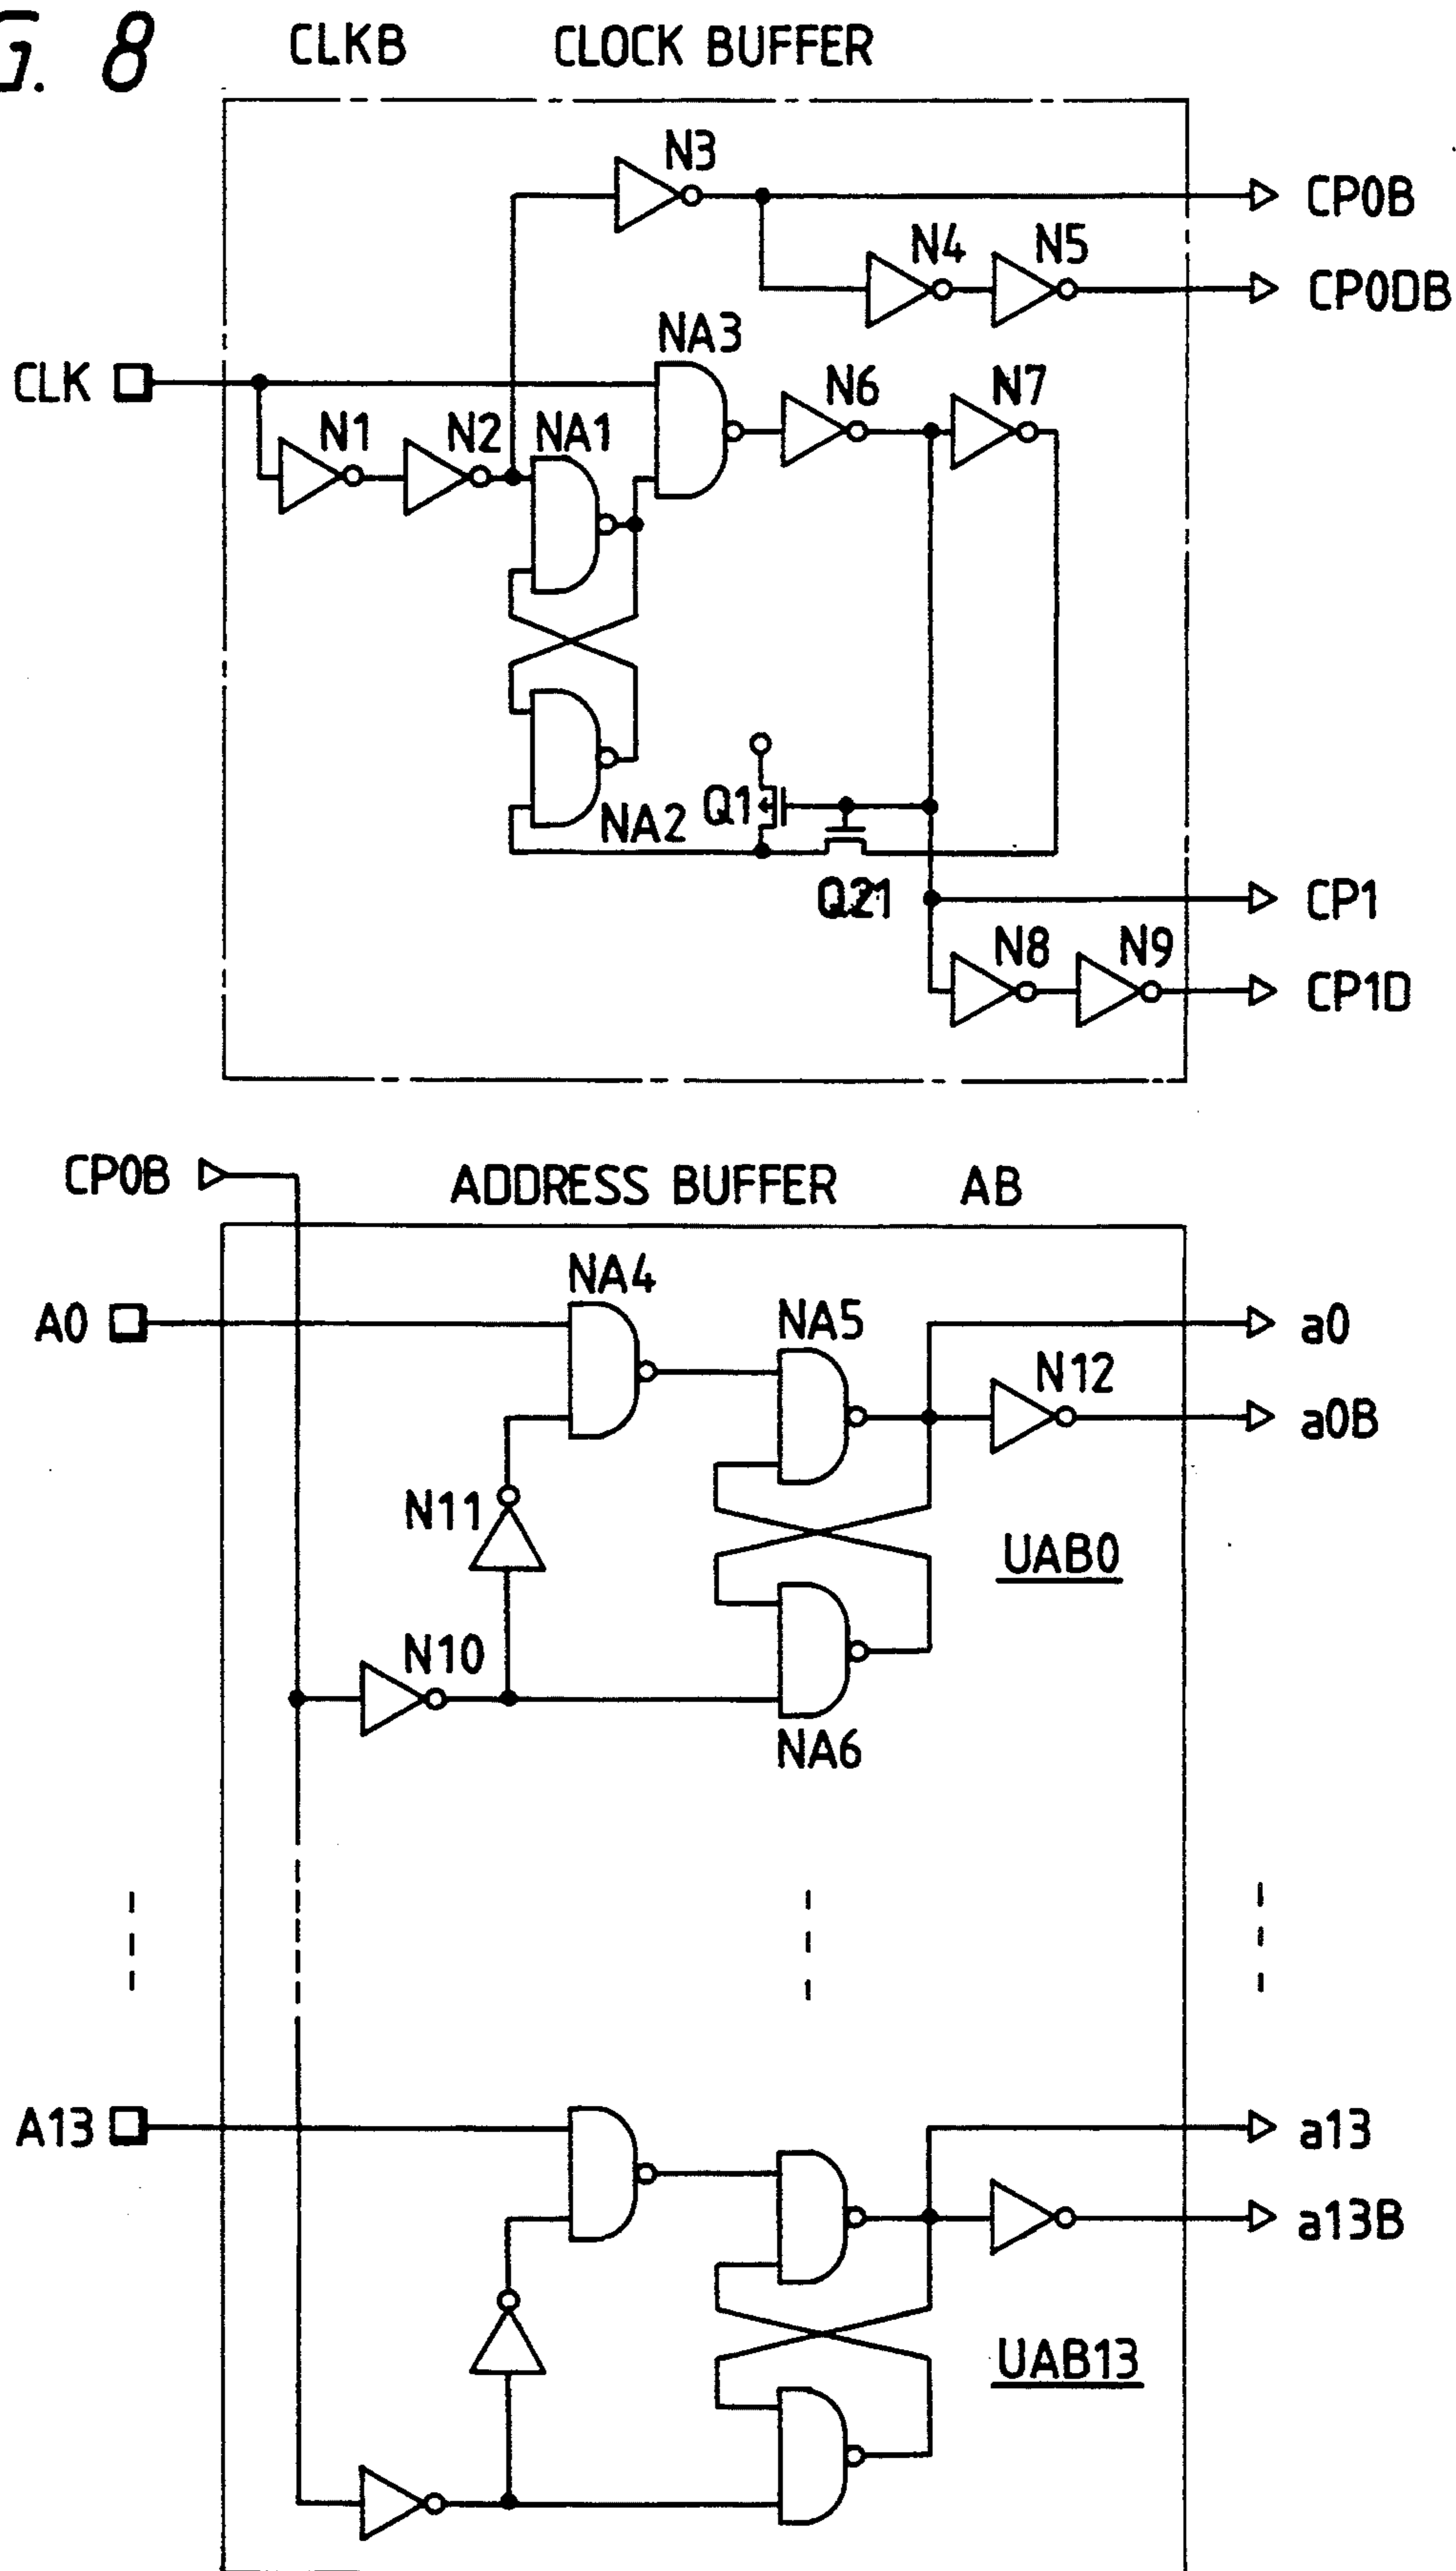 G. 8
CLKB CLOCK BUFFER
N3
CP0B
N4 N5
CP0DB
NA3
CLK
N6 N7
N1 N2 NA1
Q1
NA2
Q21
CP1
N8 N9
CP1D
CP0B
ADDRESS BUFFER AB
NA4
A0
NA5
a0
N12
a0B
N11
UAB0
N10
NA6
A13
a13
a13B
UAB13